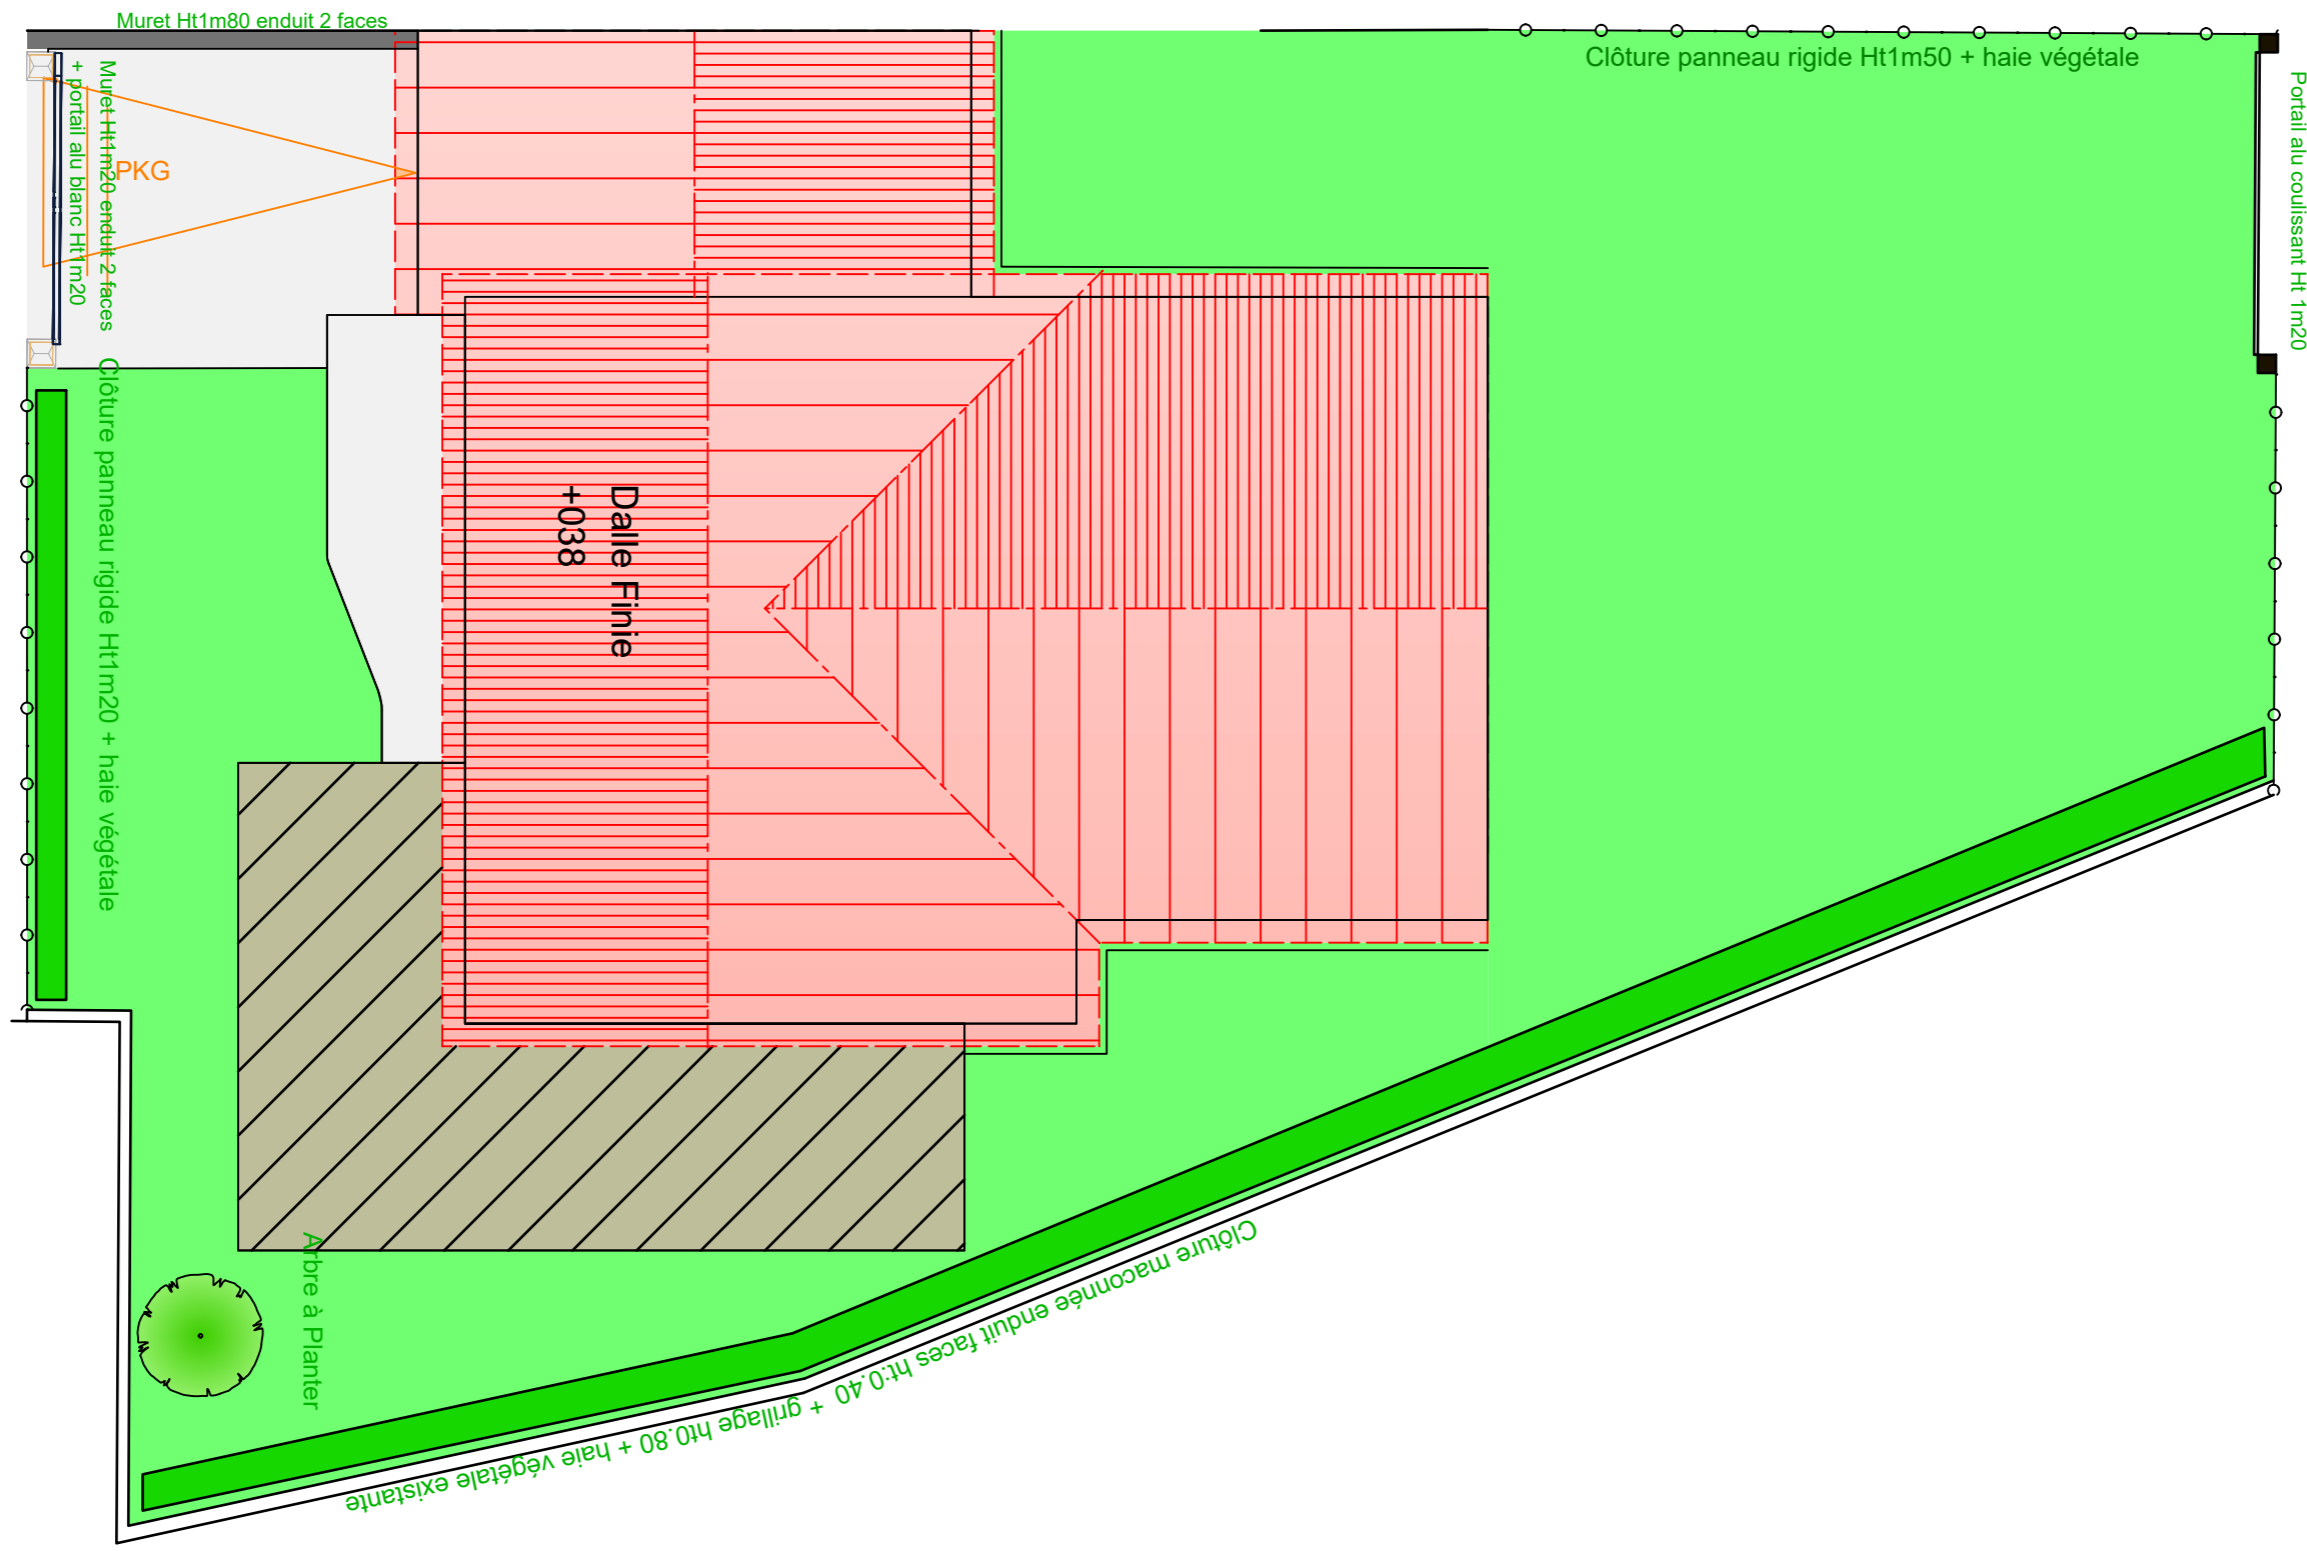 Muret Ht1m80 enduit 2 faces
Clôture panneau rigide Ht1m50 + haie végétale
Portail alu coulissant Ht 1m20
Muret Ht1m20 enduit 2 faces
+ portail alu blanc Ht1m20
PKG
Clôture panneau rigide Ht1m20 + haie végétale
Dalle Finie
+038
Arbre à Planter
Clôture maconnée enduit faces ht:0.40 + grillage ht0.80 + haie végétale existante